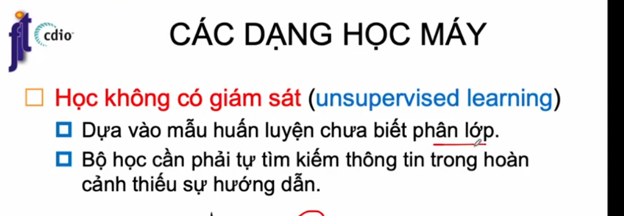 fit cdio
CÁC DẠNG HỌC MÁY
Học không có giám sát (unsupervised learning)
Dựa vào mẫu huấn luyện chưa biết phân lớp.
Bộ học cần phải tự tìm kiếm thông tin trong hoàn
cảnh thiếu sự hướng dẫn.